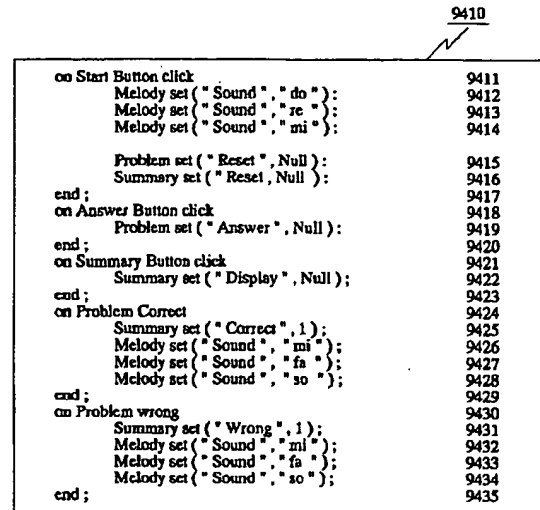 9410
on Start Button click 9411
Melody set ( " Sound " , " do " ) : 9412
Melody set ( " Sound " , " re " ) : 9413
Melody set ( " Sound " , " mi " ) : 9414
Problem set ( " Reset " , Null ) : 9415
Summary set ( " Reset , Null ) : 9416
end ; 9417
on Answer Button click 9418
Problem set ( " Answer " , Null ) : 9419
end ; 9420
on Summary Button click 9421
Summary set ( " Display " , Null ) ; 9422
end ; 9423
on Problem Correct 9424
Summary set ( " Correct " , 1 ) ; 9425
Melody set ( " Sound " , " mi " ) ; 9426
Melody set ( " Sound " , " fa " ) ; 9427
Melody set ( " Sound " , " so " ) ; 9428
end ; 9429
on Problem wrong 9430
Summary set ( " Wrong " , 1 ) ; 9431
Melody set ( " Sound " , " mi " ) ; 9432
Melody set ( " Sound " , " fa " ) ; 9433
Melody set ( " Sound " , " so " ) ; 9434
end ; 9435